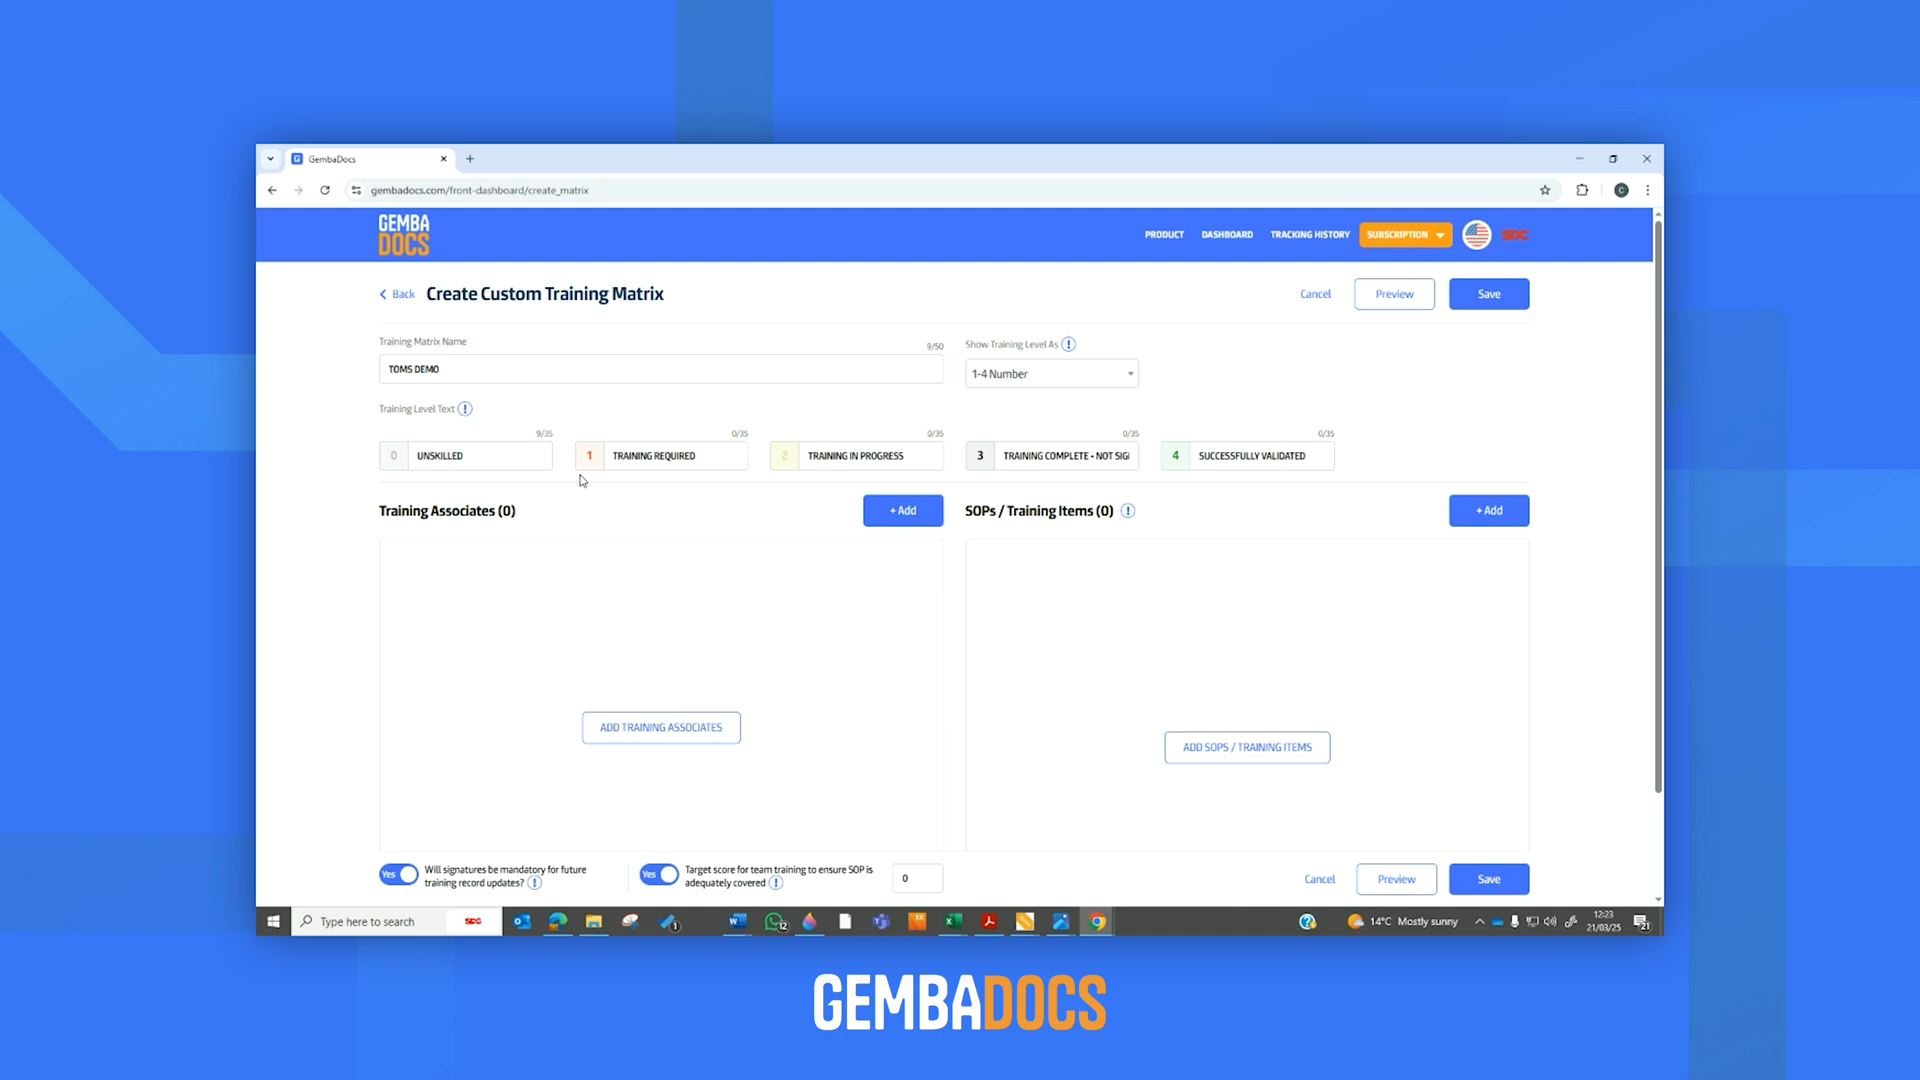 GembaDocs
gembadocs.com/front-dashboard/create_matrix
GEMBA
DOCS
PRODUCT DASHBOARD TRACKING HISTORY SUBSCRIPTION SDC
Back Create Custom Training Matrix Cancel Preview Save
Training Matrix Name 9/50 Show Training Level As
TOMS DEMO 1-4 Number
Training Level Text
9/35 0/35 0/35 0/35 0/35
0 UNSKILLED 1 TRAINING REQUIRED 2 TRAINING IN PROGRESS 3 TRAINING COMPLETE - NOT SIG 4 SUCCESSFULLY VALIDATED
Training Associates (0) + Add SOPs / Training Items (0) + Add
ADD TRAINING ASSOCIATES
ADD SOPS / TRAINING ITEMS
Yes Will signatures be mandatory for future Yes Target score for team training to ensure SOP is
training record updates? adequately covered 0 Cancel Preview Save
Type here to search SDC 1 12 14°C Mostly sunny 12:23
21/03/25 21
GEMBADOCS